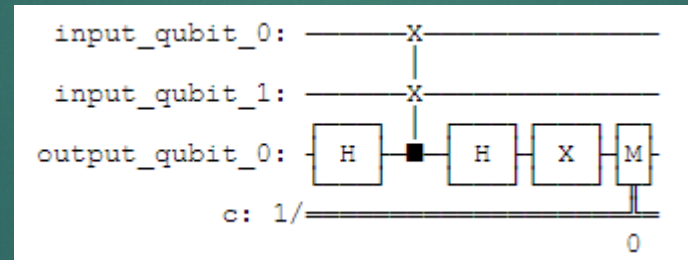 input_qubit_0: X
input_qubit_1: X
output_qubit_0: H H X M
c: 1/
0